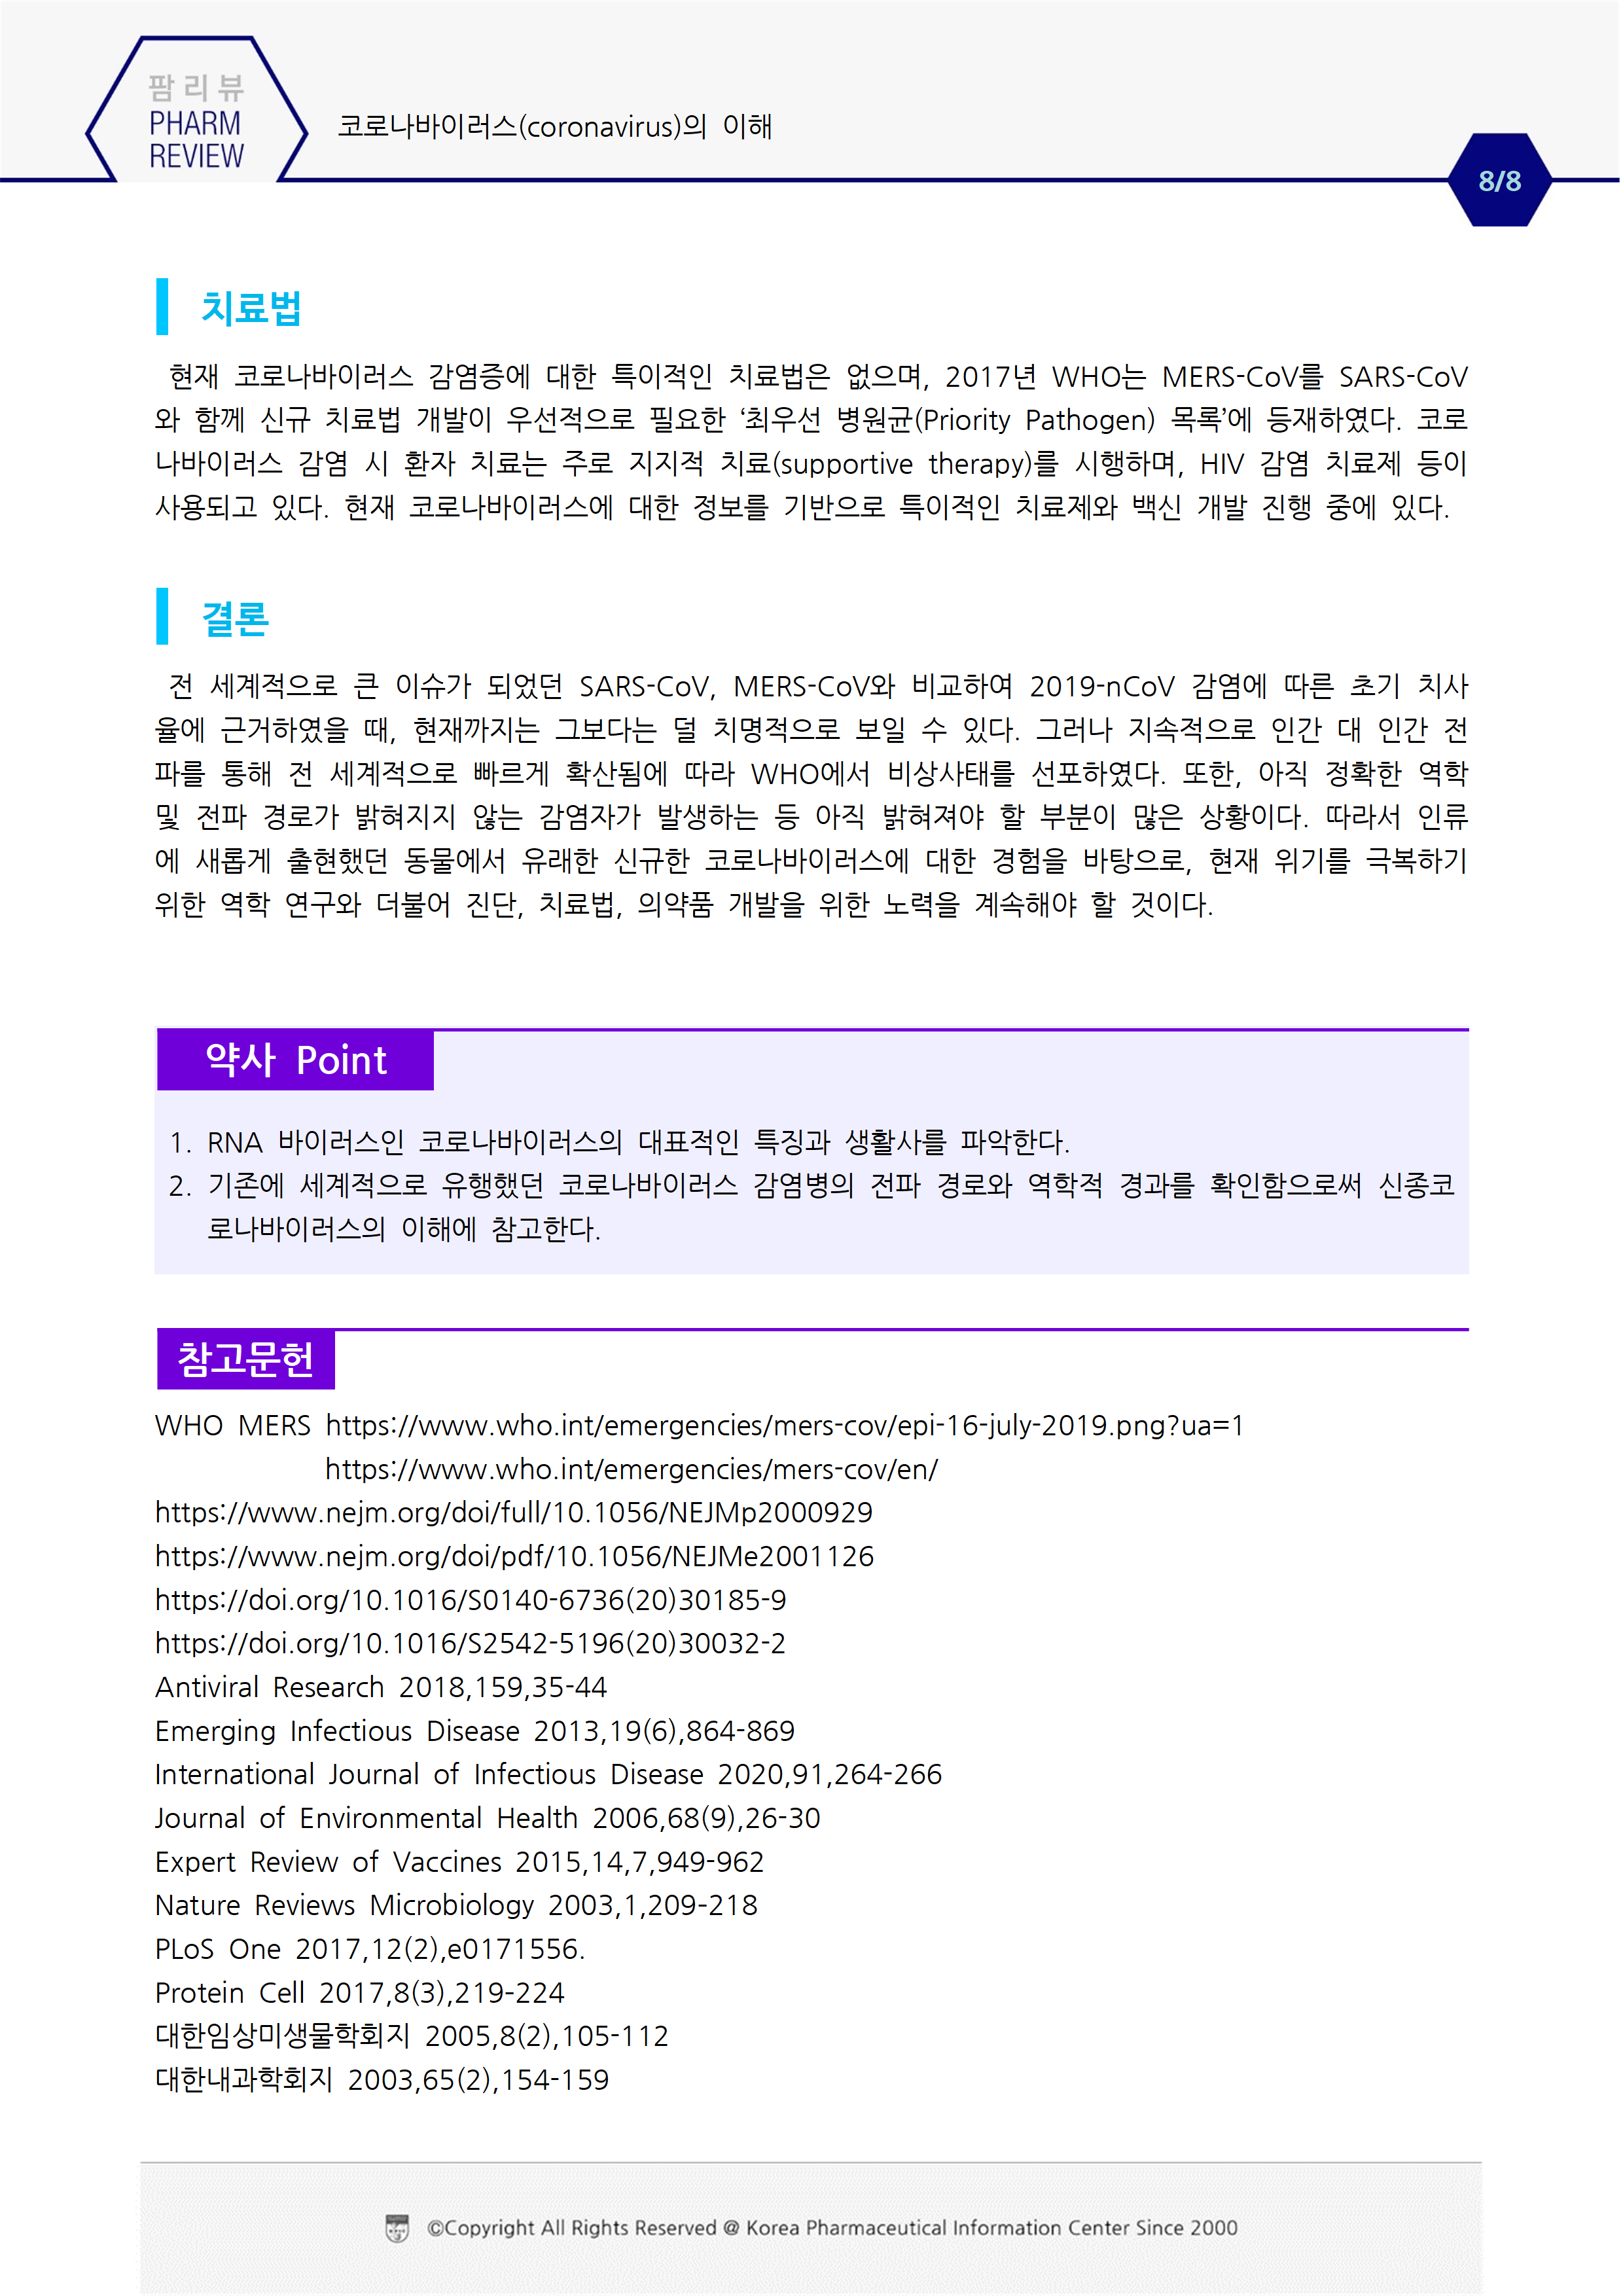 팜리뷰
PHARM
REVIEW
코로나바이러스(coronavirus)의 이해
8/8
치료법
현재 코로나바이러스 감염증에 대한 특이적인 치료법은 없으며, 2017년 WHO는 MERS-CoV를 SARS-CoV
와 함께 신규 치료법 개발이 우선적으로 필요한 ‘최우선 병원균(Priority Pathogen) 목록’에 등재하였다. 코로
나바이러스 감염 시 환자 치료는 주로 지지적 치료(supportive therapy)를 시행하며, HIV 감염 치료제 등이
사용되고 있다. 현재 코로나바이러스에 대한 정보를 기반으로 특이적인 치료제와 백신 개발 진행 중에 있다.
결론
전 세계적으로 큰 이슈가 되었던 SARS-CoV, MERS-CoV와 비교하여 2019-nCoV 감염에 따른 초기 치사
율에 근거하였을 때, 현재까지는 그보다는 덜 치명적으로 보일 수 있다. 그러나 지속적으로 인간 대 인간 전
파를 통해 전 세계적으로 빠르게 확산됨에 따라 WHO에서 비상사태를 선포하였다. 또한, 아직 정확한 역학
및 전파 경로가 밝혀지지 않는 감염자가 발생하는 등 아직 밝혀져야 할 부분이 많은 상황이다. 따라서 인류
에 새롭게 출현했던 동물에서 유래한 신규한 코로나바이러스에 대한 경험을 바탕으로, 현재 위기를 극복하기
위한 역학 연구와 더불어 진단, 치료법, 의약품 개발을 위한 노력을 계속해야 할 것이다.
약사 Point
1. RNA 바이러스인 코로나바이러스의 대표적인 특징과 생활사를 파악한다.
2. 기존에 세계적으로 유행했던 코로나바이러스 감염병의 전파 경로와 역학적 경과를 확인함으로써 신종코
로나바이러스의 이해에 참고한다.
참고문헌
WHO MERS https://www.who.int/emergencies/mers-cov/epi-16-july-2019.png?ua=1
https://www.who.int/emergencies/mers-cov/en/
https://www.nejm.org/doi/full/10.1056/NEJMp2000929
https://www.nejm.org/doi/pdf/10.1056/NEJMe2001126
https://doi.org/10.1016/S0140-6736(20)30185-9
https://doi.org/10.1016/S2542-5196(20)30032-2
Antiviral Research 2018,159,35-44
Emerging Infectious Disease 2013,19(6),864-869
International Journal of Infectious Disease 2020,91,264-266
Journal of Environmental Health 2006,68(9),26-30
Expert Review of Vaccines 2015,14,7,949-962
Nature Reviews Microbiology 2003,1,209–218
PLoS One 2017,12(2),e0171556.
Protein Cell 2017,8(3),219-224
대한임상미생물학회지 2005,8(2),105-112
대한내과학회지 2003,65(2),154-159
©Copyright All Rights Reserved @ Korea Pharmaceutical Information Center Since 2000